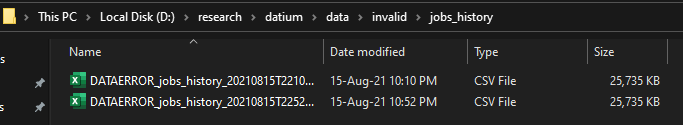 This PC > Local Disk (D:) > research > datium > data > invalid > jobs_history
Name Date modified Type Size
DATAERROR_jobs_history_20210815T2210... 15-Aug-21 10:10 PM CSV File 25,735 KB
DATAERROR_jobs_history_20210815T2252... 15-Aug-21 10:52 PM CSV File 25,735 KB